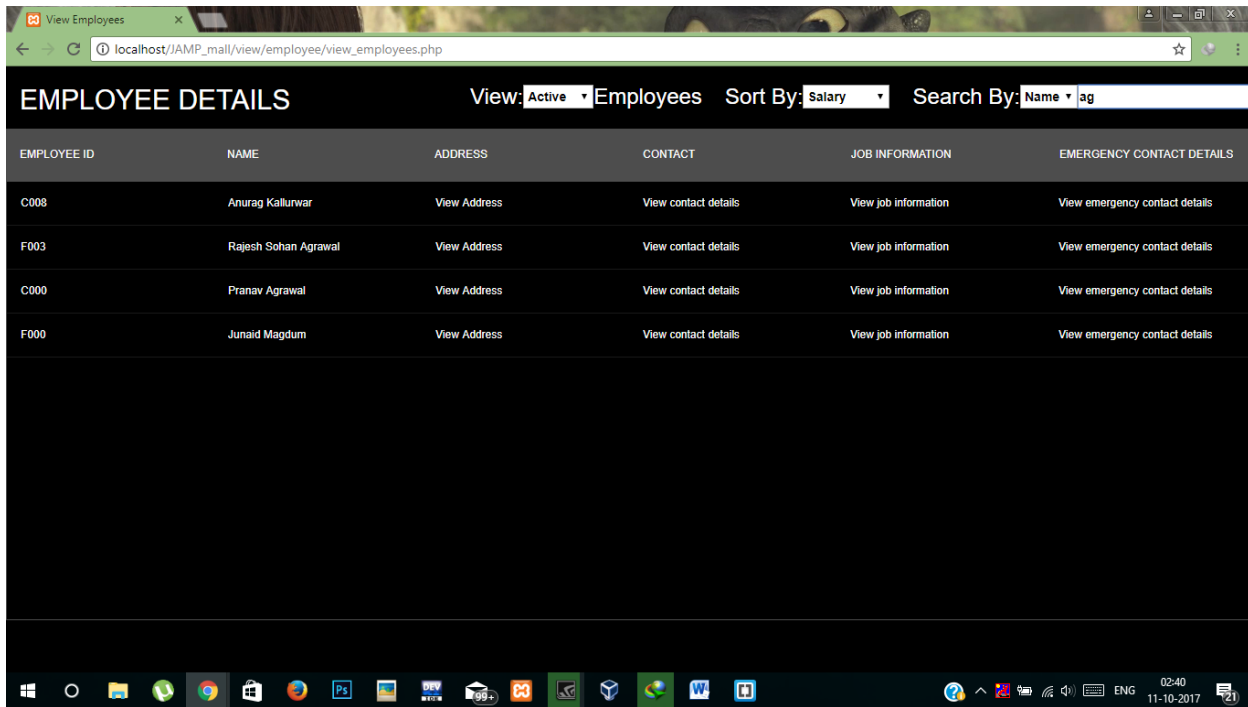 View Employees
localhost/JAMP_mall/view/employee/view_employees.php
EMPLOYEE DETAILS View: Active Employees Sort By: Salary Search By: Name ag
EMPLOYEE ID NAME ADDRESS CONTACT JOB INFORMATION EMERGENCY CONTACT DETAILS
C008 Anurag Kallurwar View Address View contact details View job information View emergency contact details
F003 Rajesh Sohan Agrawal View Address View contact details View job information View emergency contact details
C000 Pranav Agrawal View Address View contact details View job information View emergency contact details
F000 Junaid Magdum View Address View contact details View job information View emergency contact details
Ps
DEV
99+
W
ENG
02:40
11-10-2017
21